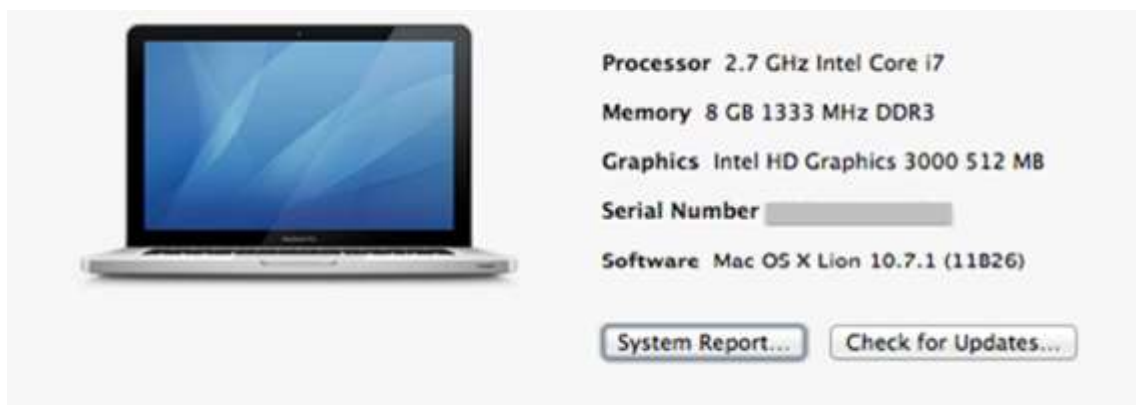 Processor 2.7 GHz Intel Core i7
Memory 8 GB 1333 MHz DDR3
Graphics Intel HD Graphics 3000 512 MB
Serial Number
Software Mac OS X Lion 10.7.1 (11B26)
System Report... Check for Updates...